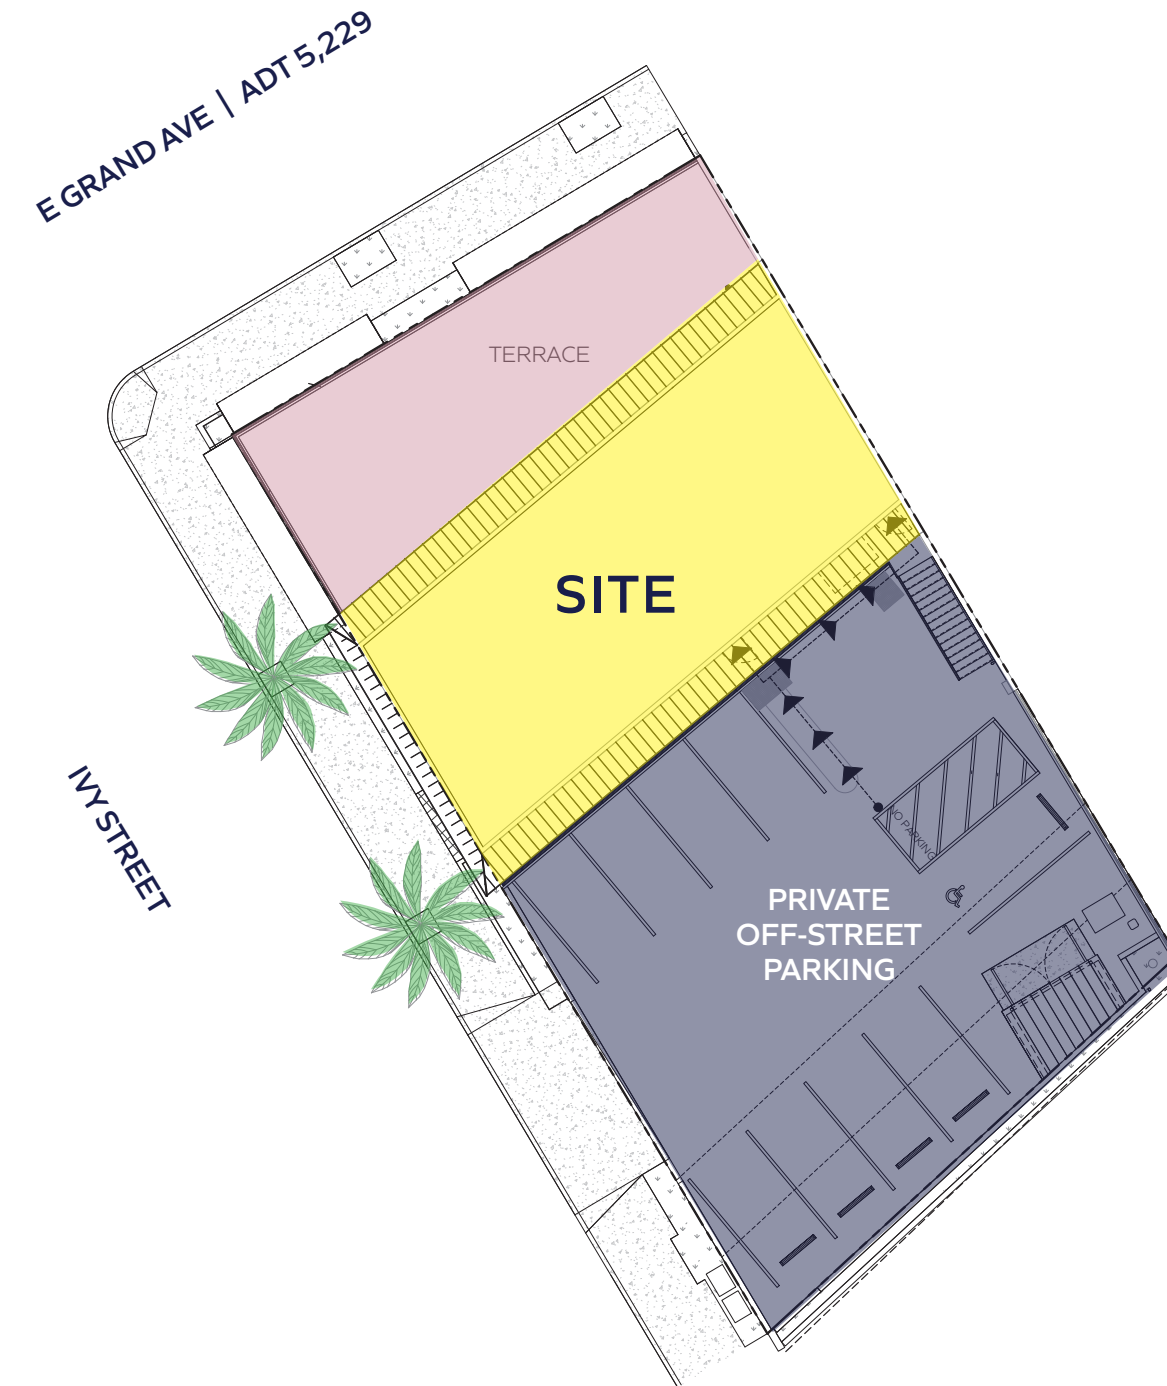 E GRAND AVE | ADT 5,229
TERRACE
SITE
IVY STREET
NO PARKING
PRIVATE
OFF-STREET
PARKING